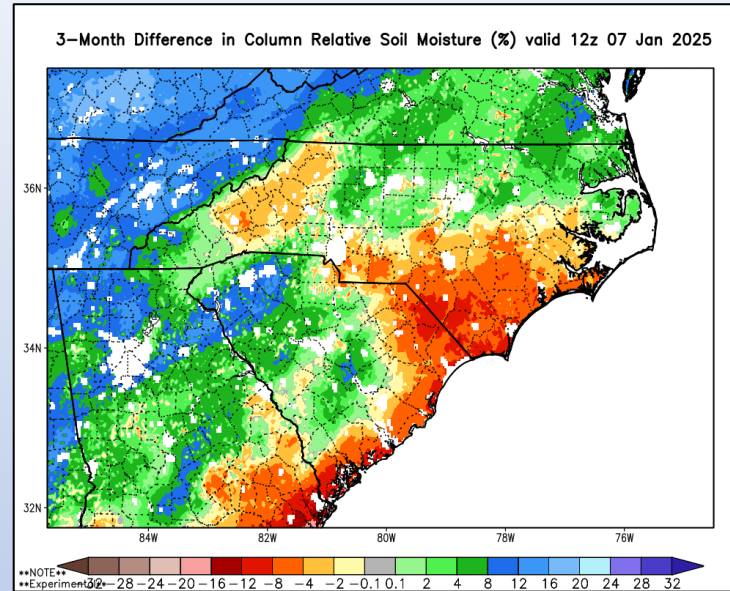 3-Month Difference in Column Relative Soil Moisture (%) valid 12z 07 Jan 2025
36N
34N
32N
84W 82W 80W 78W 76W
**NOTE**
**Experimental** -32 -28 -24 -20 -16 -12 -8 -4 -2 -0.1 0.1 2 4 8 12 16 20 24 28 32